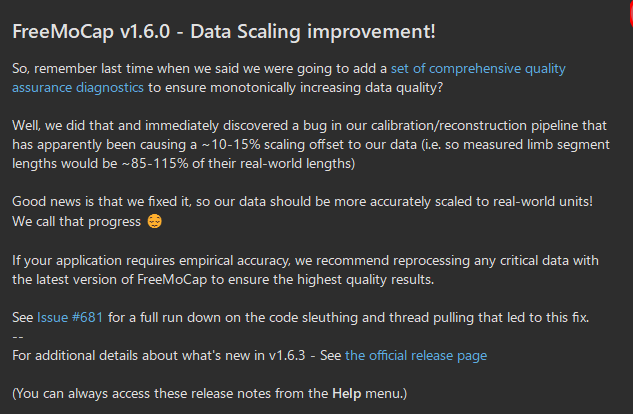 FreeMoCap v1.6.0 - Data Scaling improvement!
So, remember last time when we said we were going to add a set of comprehensive quality
assurance diagnostics to ensure monotonically increasing data quality?
Well, we did that and immediately discovered a bug in our calibration/reconstruction pipeline that
has apparently been causing a ~10-15% scaling offset to our data (i.e. so measured limb segment
lengths would be ~85-115% of their real-world lengths)
Good news is that we fixed it, so our data should be more accurately scaled to real-world units!
We call that progress 😌
If your application requires empirical accuracy, we recommend reprocessing any critical data with
the latest version of FreeMoCap to ensure the highest quality results.
See Issue #681 for a full run down on the code sleuthing and thread pulling that led to this fix.
--
For additional details about what's new in v1.6.3 - See the official release page
(You can always access these release notes from the Help menu.)